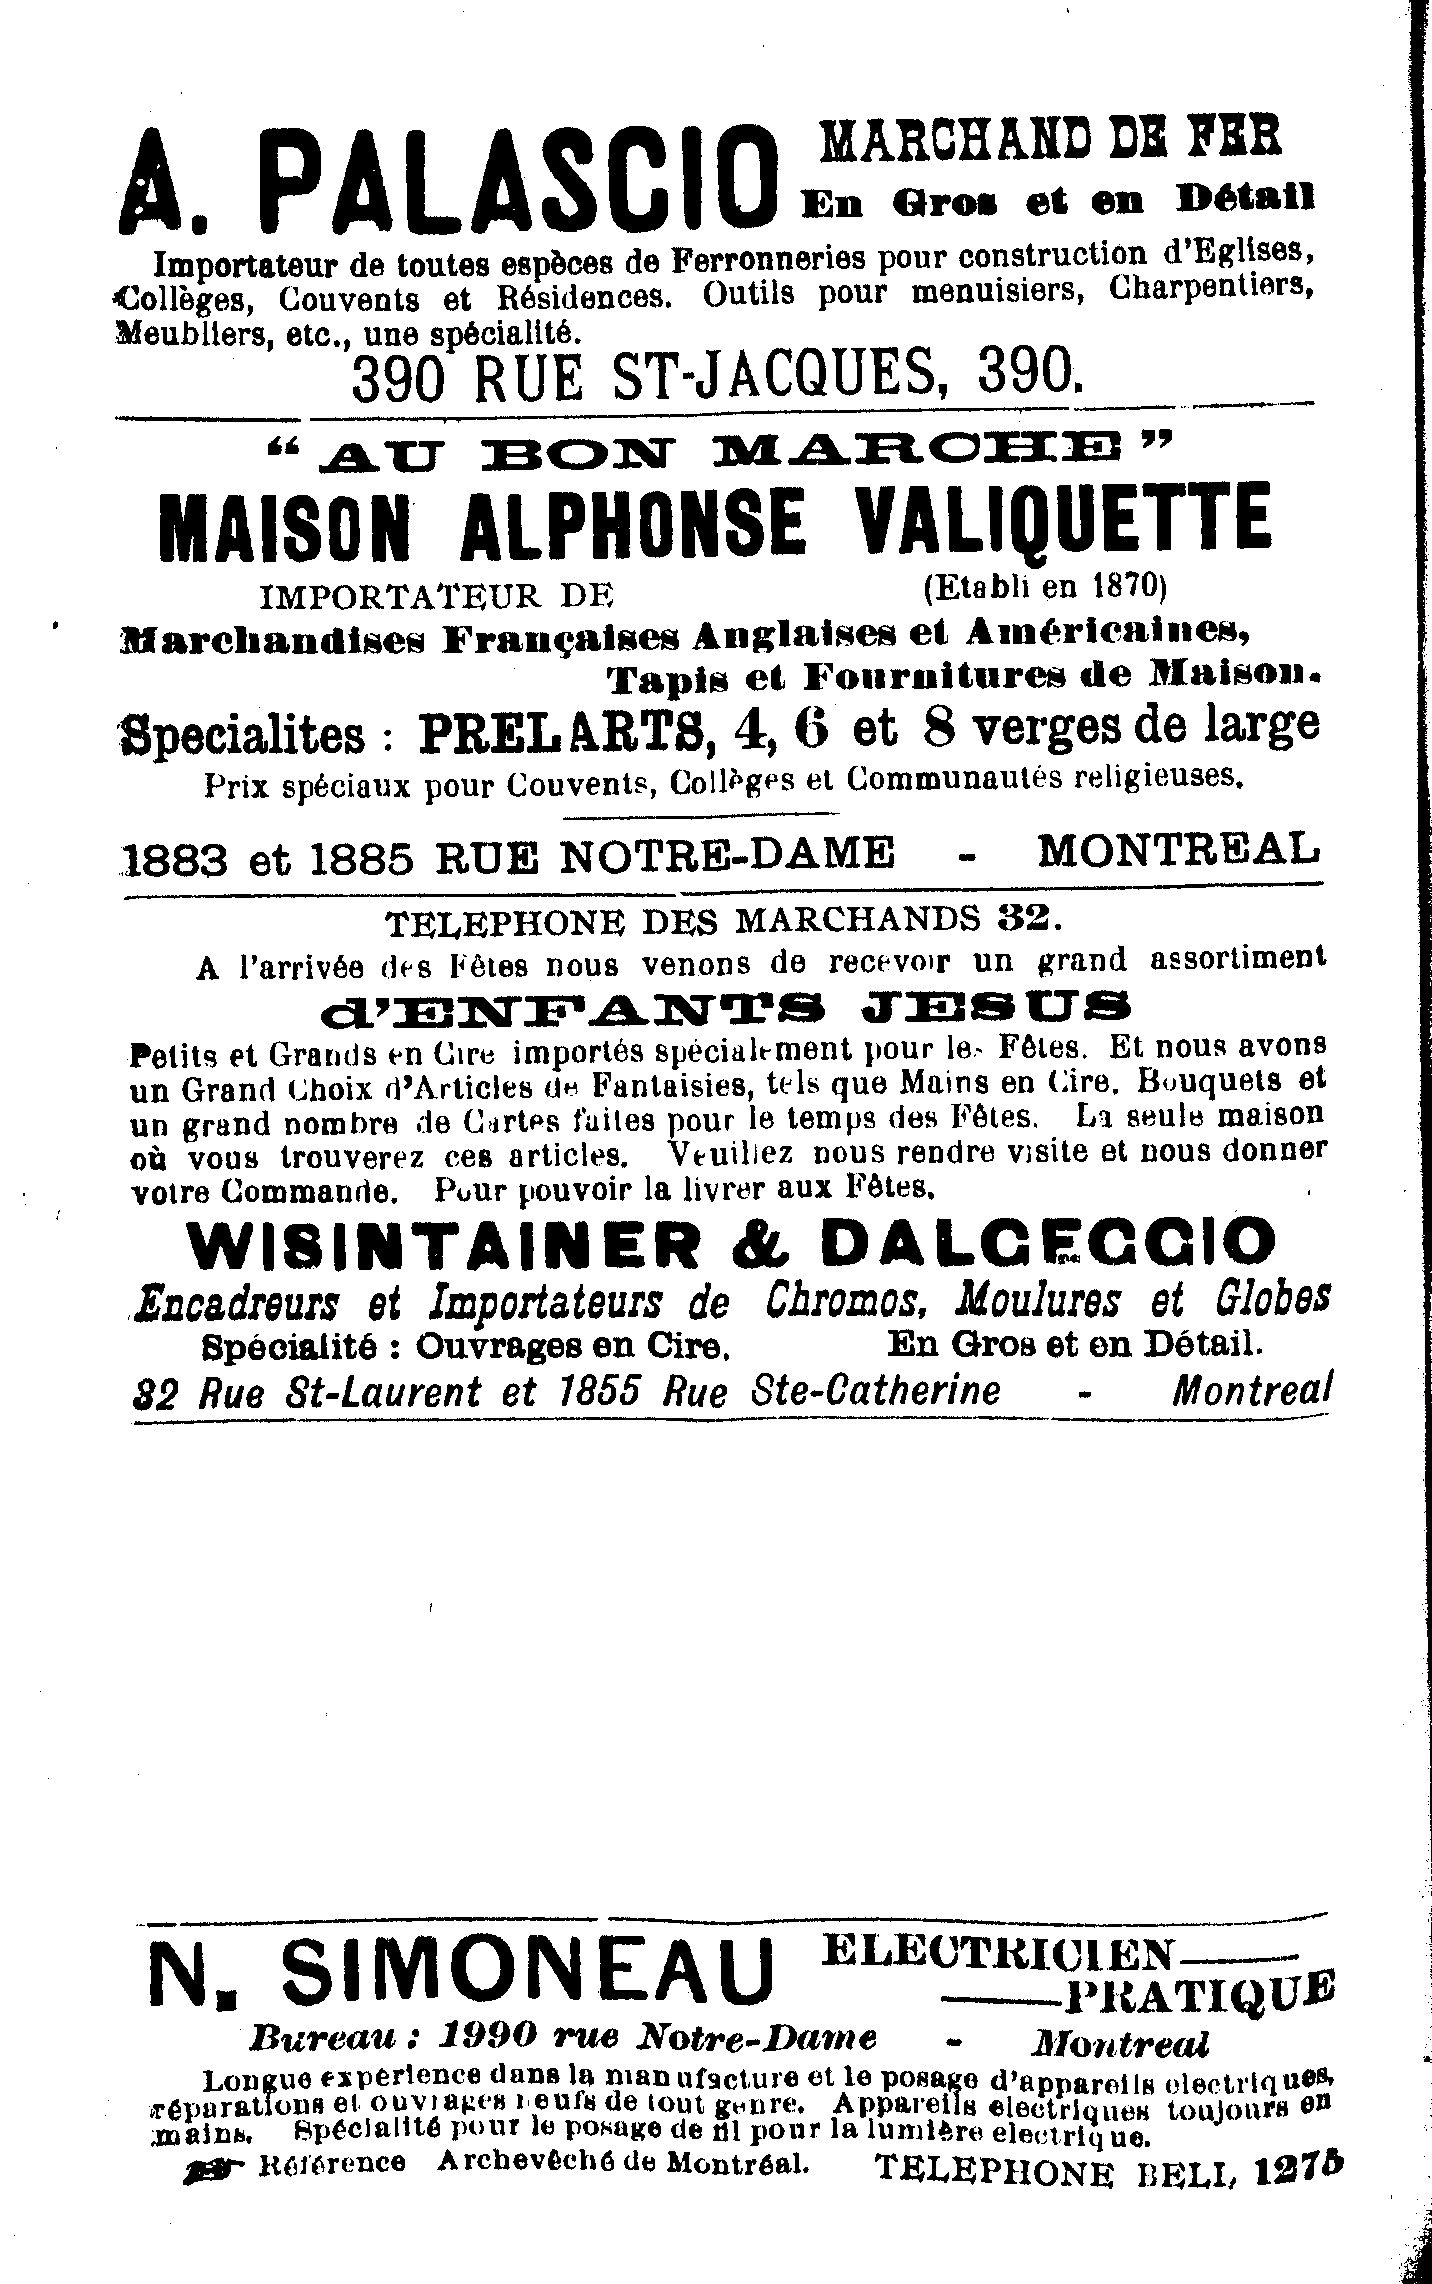 A. PALASCIO MARCHAND DE FER
En Gros et en Détail
Importateur de toutes espèces de Ferronneries pour construction d'Eglises,
Collèges, Couvents et Résidences. Outils pour menuisiers, Charpentiers,
Meubliers, etc., une spécialité.
390 RUE ST-JACQUES, 390.
“AU BON MARCHE”
MAISON ALPHONSE VALIQUETTE
IMPORTATEUR DE (Etabli en 1870)
Marchandises Françaises Anglaises et Américaines,
Tapis et Fournitures de Maison.
Specialites : PRELARTS, 4, 6 et 8 verges de large
Prix spéciaux pour Couvents, Collèges et Communautés religieuses.
1883 et 1885 RUE NOTRE-DAME - MONTREAL
TELEPHONE DES MARCHANDS 32.
A l'arrivée des Fêtes nous venons de recevoir un grand assortiment
d'ENFANTS JESUS
Petits et Grands en Cire importés spécialement pour les Fêtes. Et nous avons
un Grand Choix d'Articles de Fantaisies, tels que Mains en Cire, Bouquets et
un grand nombre de Cartes faites pour le temps des Fêtes. La seule maison
où vous trouverez ces articles. Veuillez nous rendre visite et nous donner
votre Commande. Pour pouvoir la livrer aux Fêtes.
WISINTAINER & DALCEGGIO
Encadreurs et Importateurs de Chromos, Moulures et Globes
Spécialité : Ouvrages en Cire. En Gros et en Détail.
82 Rue St-Laurent et 1855 Rue Ste-Catherine - Montreal
N. SIMONEAU ELECTRICIEN
PRATIQUE
Bureau : 1990 rue Notre-Dame - Montreal
Longue experience dans la manufacture et le posage d'appareils electriques,
réparations et ouvrages neufs de tout genre. Appareils electriques toujours en
mains. Spécialité pour le posage de fil pour la lumière electrique.
Référence Archevêché de Montréal. TELEPHONE BELL 1275